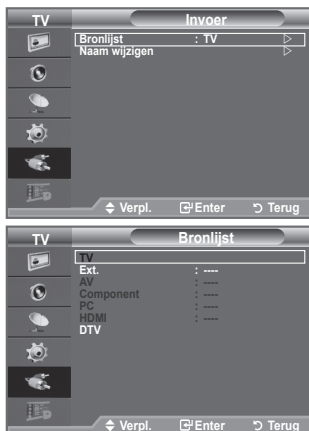 TV Invoer
Bronlijst : TV
Naam wijzigen
Verpl. Enter Terug
TV Bronlijst
TV
Ext. : ----
AV : ----
Component : ----
PC : ----
HDMI : ----
DTV
Verpl. Enter Terug